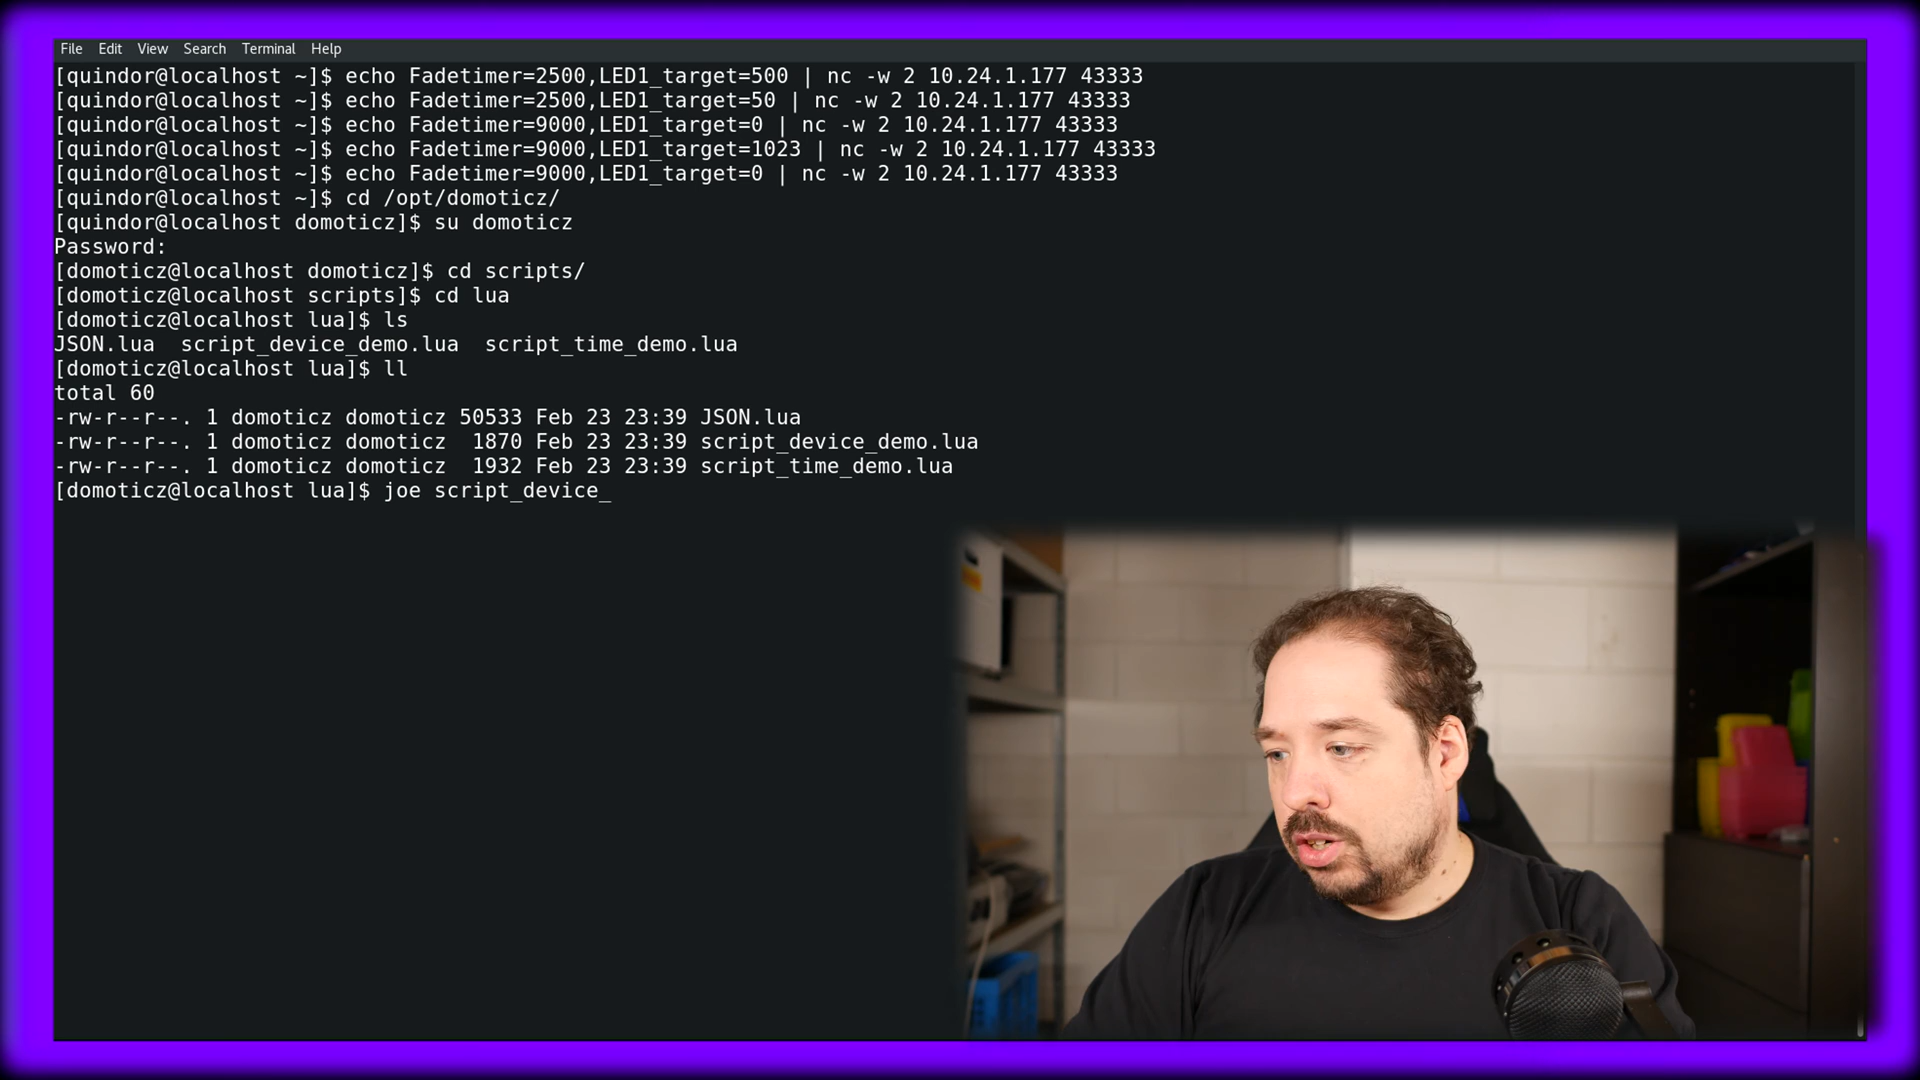 File Edit View Search Terminal Help
[quindor@localhost ~]$ echo Fadetimer=2500,LED1_target=500 | nc -w 2 10.24.1.177 43333
[quindor@localhost ~]$ echo Fadetimer=2500,LED1_target=50 | nc -w 2 10.24.1.177 43333
[quindor@localhost ~]$ echo Fadetimer=9000,LED1_target=0 | nc -w 2 10.24.1.177 43333
[quindor@localhost ~]$ echo Fadetimer=9000,LED1_target=1023 | nc -w 2 10.24.1.177 43333
[quindor@localhost ~]$ echo Fadetimer=9000,LED1_target=0 | nc -w 2 10.24.1.177 43333
[quindor@localhost ~]$ cd /opt/domoticz/
[quindor@localhost domoticz]$ su domoticz
Password:
[domoticz@localhost domoticz]$ cd scripts/
[domoticz@localhost scripts]$ cd lua
[domoticz@localhost lua]$ ls
JSON.lua  script_device_demo.lua  script_time_demo.lua
[domoticz@localhost lua]$ ll
total 60
-rw-r--r--. 1 domoticz domoticz 50533 Feb 23 23:39 JSON.lua
-rw-r--r--. 1 domoticz domoticz  1870 Feb 23 23:39 script_device_demo.lua
-rw-r--r--. 1 domoticz domoticz  1932 Feb 23 23:39 script_time_demo.lua
[domoticz@localhost lua]$ joe script_device_